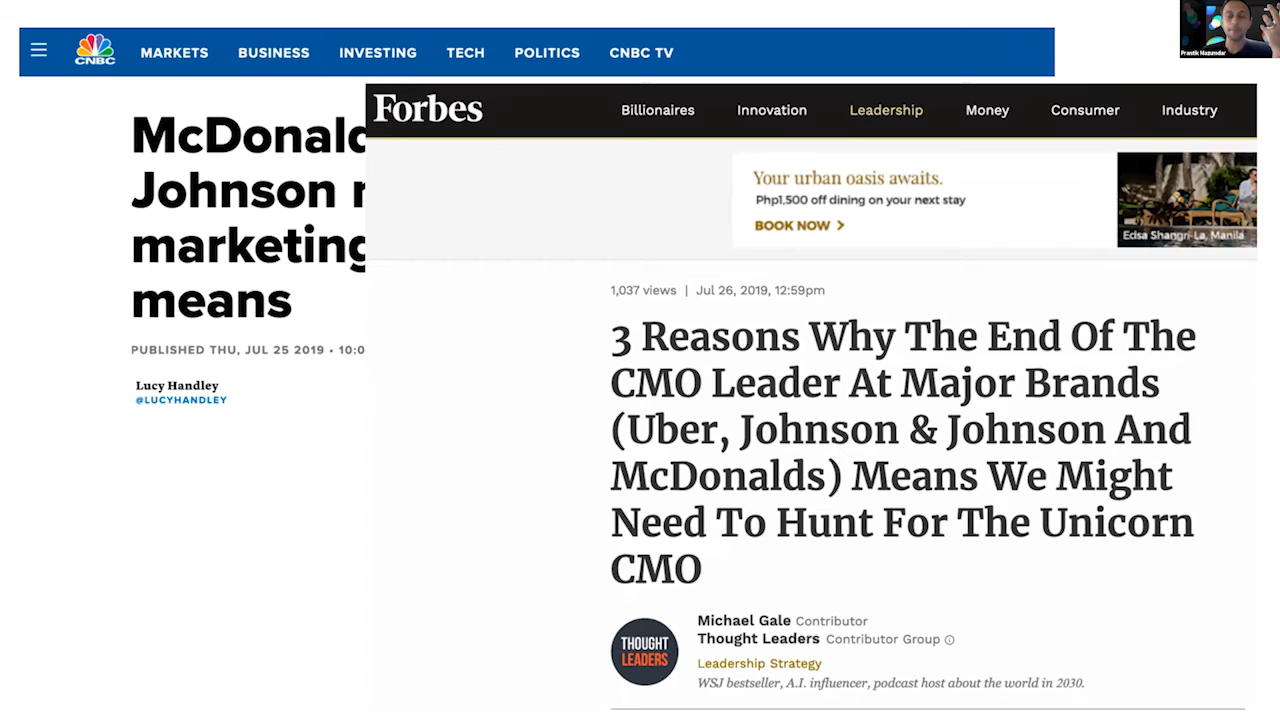 CNBC
MARKETS BUSINESS INVESTING TECH POLITICS CNBC TV
McDonald
Johnson
marketing
means
PUBLISHED THU, JUL 25 2019 • 10:0
Lucy Handley
@LUCYHANDLEY
Forbes
Billionaires Innovation Leadership Money Consumer Industry
Your urban oasis awaits.
Php1,500 off dining on your next stay
BOOK NOW >
Edsa Shangri-La, Manila
1,037 views | Jul 26, 2019, 12:59pm
3 Reasons Why The End Of The
CMO Leader At Major Brands
(Uber, Johnson & Johnson And
McDonalds) Means We Might
Need To Hunt For The Unicorn
CMO
THOUGHT
LEADERS
Michael Gale Contributor
Thought Leaders Contributor Group
Leadership Strategy
WSJ bestseller, A.I. influencer, podcast host about the world in 2030.
Prantik Mazumdar